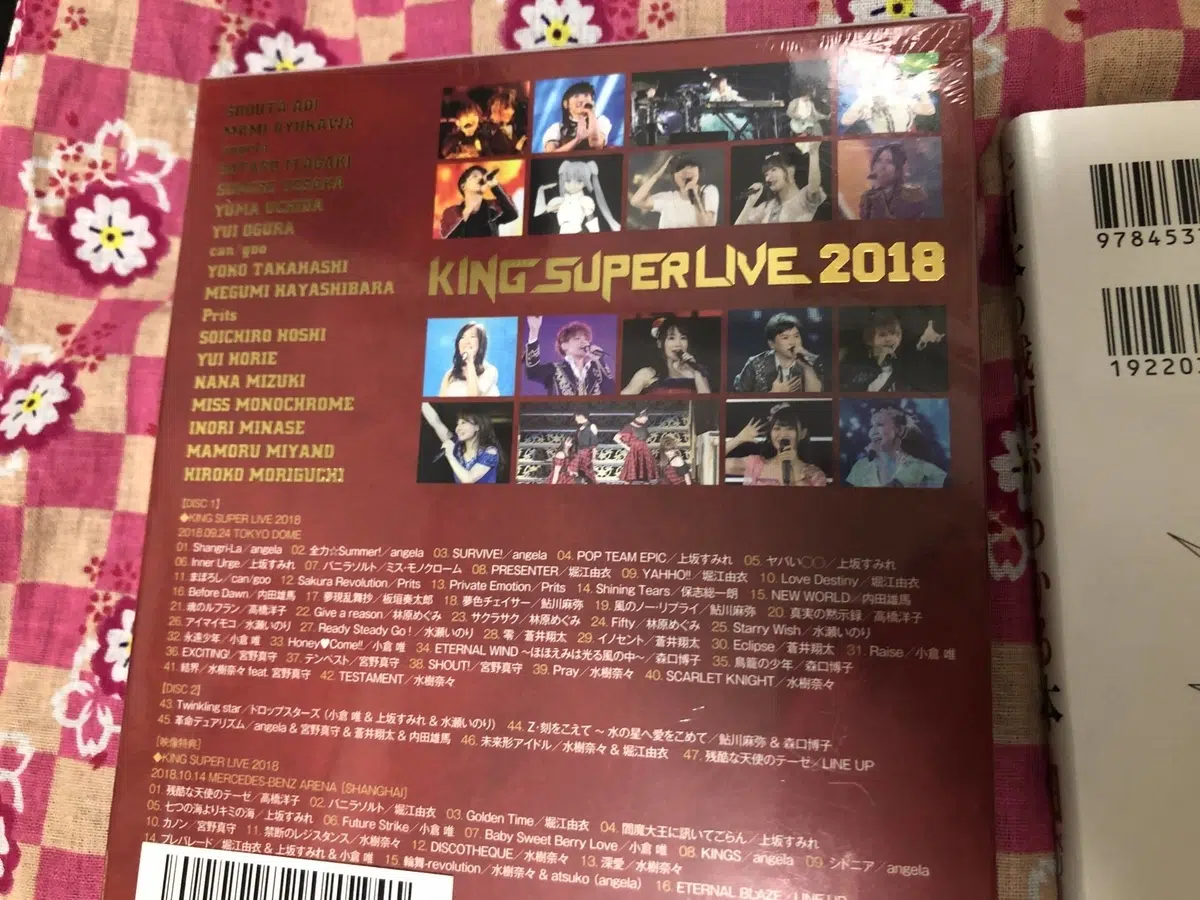 SHOUTA AOI
MAMI AYUKAWA
angela
SUMIRE UESAKA
YUMA UCHIDA
YUI OGURA
can/goo
YOKO TAKAHASHI
MEGUMI HAYASHIBARA
Prits
SOICHIRO HOSHI
YUI HORIE
NANA MIZUKI
MISS MONOCHROME
INORI MINASE
MAMORU MIYANO
HIROKO MORIGUCHI
KING SUPER LIVE 2018
[DISC 1]
◆KING SUPER LIVE 2018
2018.09.24 TOKYO DOME
01. Shangri-La/angela 02. 全力☆Summer!/angela 03. SURVIVE!/angela 04. POP TEAM EPIC/上坂すみれ 05. ヤバい○○/上坂すみれ
06. Inner Urge/上坂すみれ 07. バニラソルト/ミス・モノクローム 08. PRESENTER/堀江由衣 09. YAHHO!!/堀江由衣 10. Love Destiny/堀江由衣
11. まぼろし/can/goo 12. Sakura Revolution/Prits 13. Private Emotion/Prits 14. Shining Tears/保志総一朗 15. NEW WORLD/内田雄馬
16. Before Dawn/内田雄馬 17. 夢現乱舞抄/板垣奏太郎 18. 夢色チェイサー/鮎川麻弥 19. 風のノー・リプライ/鮎川麻弥 20. 真実の黙示録/高橋洋子
21. 魂のルフラン/高橋洋子 22. Give a reason/林原めぐみ 23. サクラサク/林原めぐみ 24. Fifty/林原めぐみ 25. Starry Wish/水瀬いのり
26. アイマイモコ/水瀬いのり 27. Ready Steady Go!/水瀬いのり 28. 零/蒼井翔太 29. イノセント/蒼井翔太 30. Eclipse/蒼井翔太 31. Raise/小倉 唯
32. 永遠少年/小倉 唯 33. Honey♥Come!!/小倉 唯 34. ETERNAL WIND 〜ほほえみは光る風の中〜/森口博子 35. 鳥籠の少年/森口博子
36. EXCITING!/宮野真守 37. テンペスト/宮野真守 38. SHOUT!/宮野真守 39. Pray/水樹奈々 40. SCARLET KNIGHT/水樹奈々
41. 結界/水樹奈々 feat. 宮野真守 42. TESTAMENT/水樹奈々
[DISC 2]
43. Twinkling star/ドロップスターズ (小倉 唯 & 上坂すみれ & 水瀬いのり) 44. Z・刻をこえて 〜 水の星へ愛をこめて/鮎川麻弥 & 森口博子
45. 革命デュアリズム/angela & 宮野真守 & 蒼井翔太 & 内田雄馬 46. 未来形アイドル/水樹奈々 & 堀江由衣 47. 残酷な天使のテーゼ/LINE UP
[映像特典]
◆KING SUPER LIVE 2018
2018.10.14 MERCEDES-BENZ ARENA [SHANGHAI]
01. 残酷な天使のテーゼ/高橋洋子 02. バニラソルト/堀江由衣 03. Golden Time/堀江由衣 04. 閻魔大王に訊いてごらん/上坂すみれ
05. 七つの海よりキミの海/上坂すみれ 06. Future Strike/小倉 唯 07. Baby Sweet Berry Love/小倉 唯 08. KINGS/angela 09. シドニア/angela
10. カノン/宮野真守 11. 禁断のレジスタンス/水樹奈々 12. DISCOTHEQUE/水樹奈々 13. 深愛/水樹奈々
14. プレパレード/堀江由衣 & 上坂すみれ & 小倉 唯 15. 輪舞-revolution/水樹奈々 & atsuko (angela) 16. ETERNAL BLAZE/LINE UP